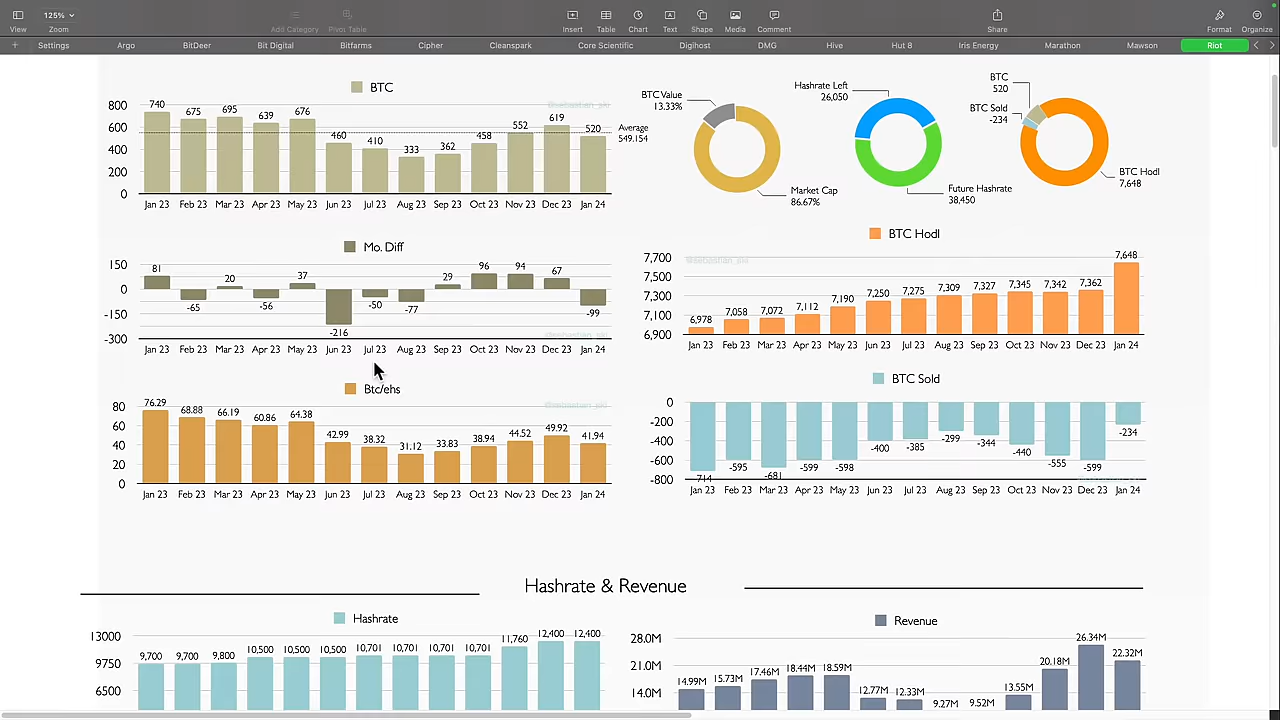 125%
View
Zoom
Add Category
Pivot Table
Insert
Table
Chart
Text
Shape
Media
Comment
Share
Format
Organize
Settings
Argo
BitDeer
Bit Digital
Bitfarms
Cipher
Cleanspark
Core Scientific
Digihost
DMG
Hive
Hut 8
Iris Energy
Marathon
Mawson
Riot
BTC
800
600
400
200
0
740 675 695 639 676 460 410 333 362 458 552 619 520
@sebastian_ski
Average
549.154
Jan 23 Feb 23 Mar 23 Apr 23 May 23 Jun 23 Jul 23 Aug 23 Sep 23 Oct 23 Nov 23 Dec 23 Jan 24
BTC Value
13.33%
Market Cap
86.67%
Hashrate Left
26,050
Future Hashrate
38,450
BTC
520
BTC Sold
-234
BTC Hodl
7,648
Mo. Diff
150
0
-150
-300
81 -65 20 -56 37 -216 -50 -77 29 96 94 67 -99
@sebastian_ski
Jan 23 Feb 23 Mar 23 Apr 23 May 23 Jun 23 Jul 23 Aug 23 Sep 23 Oct 23 Nov 23 Dec 23 Jan 24
BTC Hodl
7,700
7,500
7,300
7,100
6,900
@sebastian_ski
6,978 7,058 7,072 7,112 7,190 7,250 7,275 7,309 7,327 7,345 7,342 7,362 7,648
Jan 23 Feb 23 Mar 23 Apr 23 May 23 Jun 23 Jul 23 Aug 23 Sep 23 Oct 23 Nov 23 Dec 23 Jan 24
Btc/ehs
80
60
40
20
0
76.29 68.88 66.19 60.86 64.38 42.99 38.32 31.12 33.83 38.94 44.52 49.92 41.94
@sebastian_ski
Jan 23 Feb 23 Mar 23 Apr 23 May 23 Jun 23 Jul 23 Aug 23 Sep 23 Oct 23 Nov 23 Dec 23 Jan 24
BTC Sold
0
-200
-400
-600
-800
-714 -595 -681 -599 -598 -400 -385 -299 -344 -440 -555 -599 -234
Jan 23 Feb 23 Mar 23 Apr 23 May 23 Jun 23 Jul 23 Aug 23 Sep 23 Oct 23 Nov 23 Dec 23 Jan 24
Hashrate & Revenue
Hashrate
13000
9750
6500
9,700 9,700 9,800 10,500 10,500 10,500 10,701 10,701 10,701 10,701 11,760 12,400 12,400
Revenue
28.0M
21.0M
14.0M
14.99M 15.73M 17.46M 18.44M 18.59M 12.77M 12.33M 9.27M 9.52M 13.55M 20.18M 26.34M 22.32M